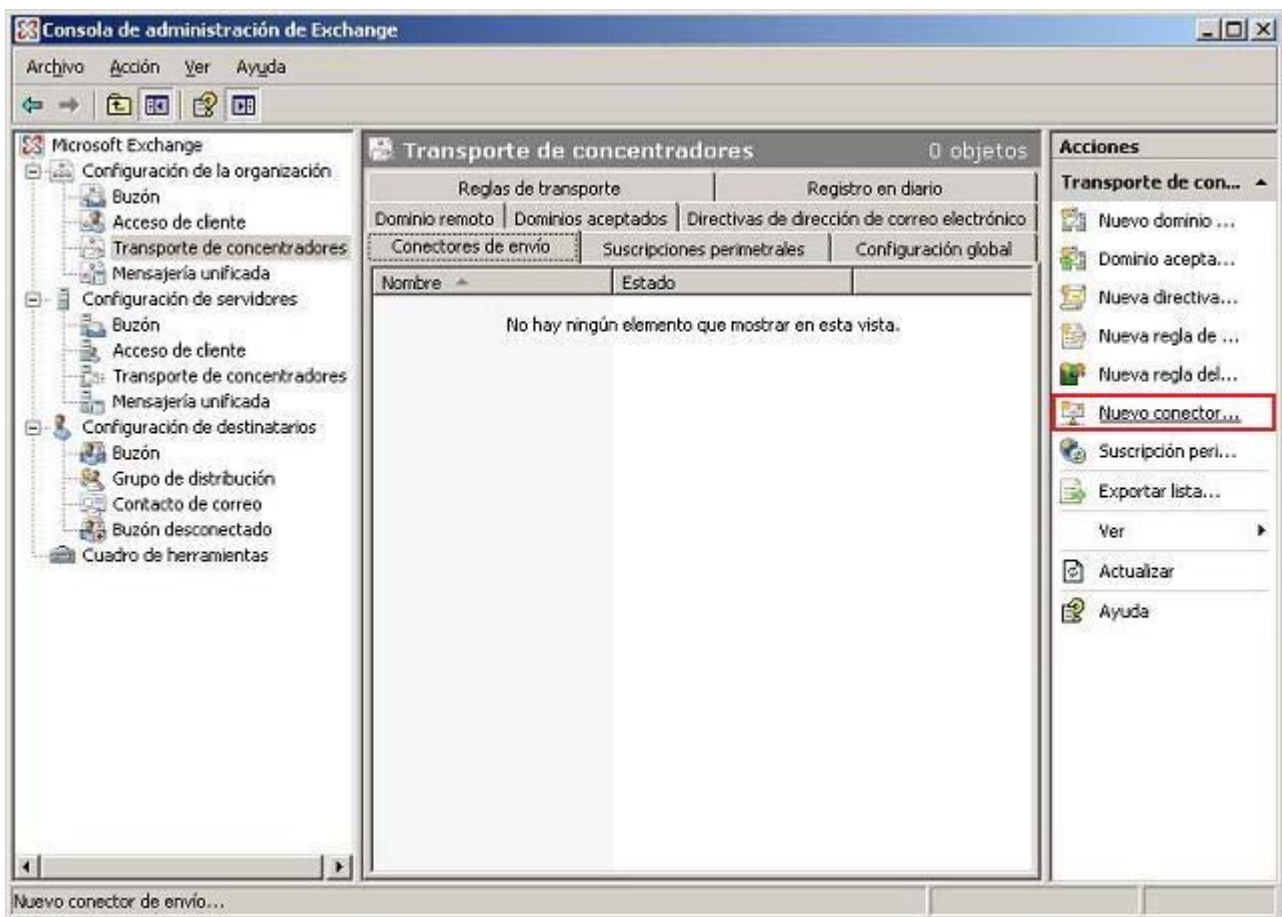 Consola de administración de Exchange
Archivo Acción Ver Ayuda
Microsoft Exchange
Configuración de la organización
Buzón
Acceso de cliente
Transporte de concentradores
Mensajería unificada
Configuración de servidores
Buzón
Acceso de cliente
Transporte de concentradores
Mensajería unificada
Configuración de destinatarios
Buzón
Grupo de distribución
Contacto de correo
Buzón desconectado
Cuadro de herramientas
Transporte de concentradores 0 objetos
Reglas de transporte Registro en diario
Dominio remoto Dominios aceptados Directivas de dirección de correo electrónico
Conectores de envío Suscripciones perimetrales Configuración global
Nombre Estado
No hay ningún elemento que mostrar en esta vista.
Acciones
Transporte de con...
Nuevo dominio ...
Dominio acepta...
Nueva directiva...
Nueva regla de ...
Nueva regla del...
Nuevo conector...
Suscripción peri...
Exportar lista...
Ver
Actualizar
Ayuda
Nuevo conector de envío...